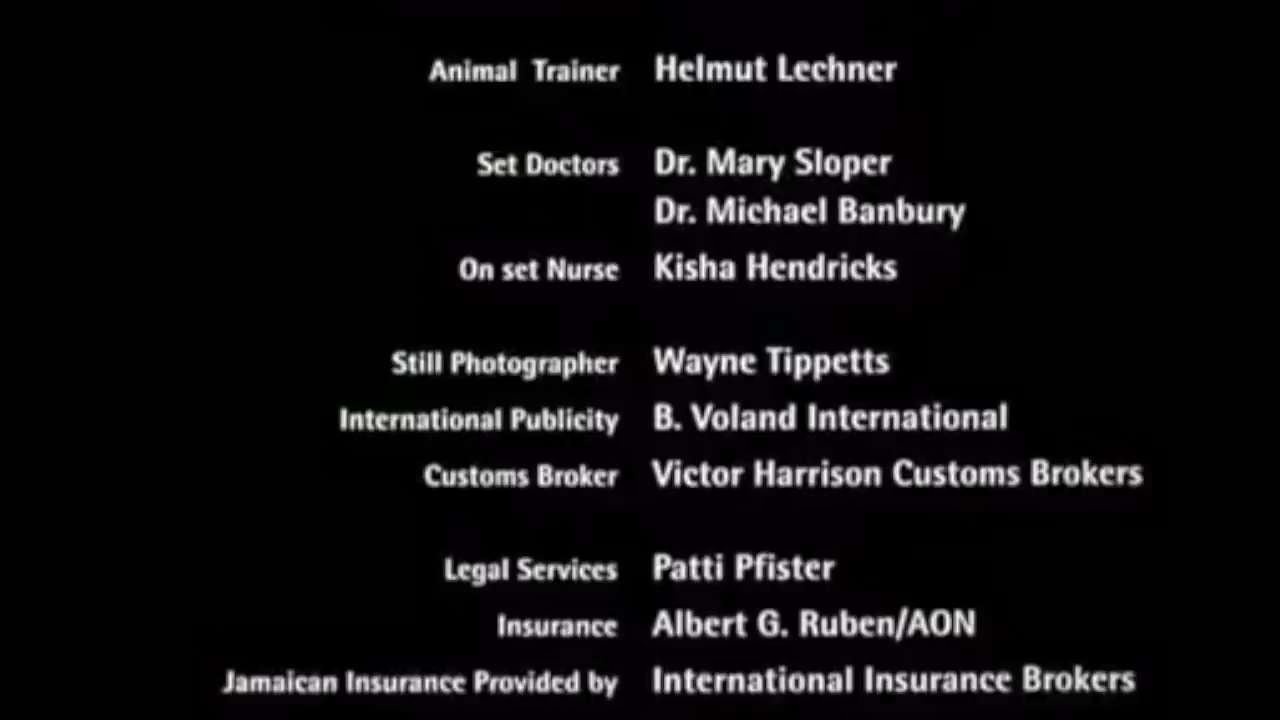 Animal Trainer Helmut Lechner
Set Doctors Dr. Mary Sloper
Dr. Michael Banbury
On set Nurse Kisha Hendricks
Still Photographer Wayne Tippetts
International Publicity B. Voland International
Customs Broker Victor Harrison Customs Brokers
Legal Services Patti Pfister
Insurance Albert G. Ruben/AON
Jamaican Insurance Provided by International Insurance Brokers